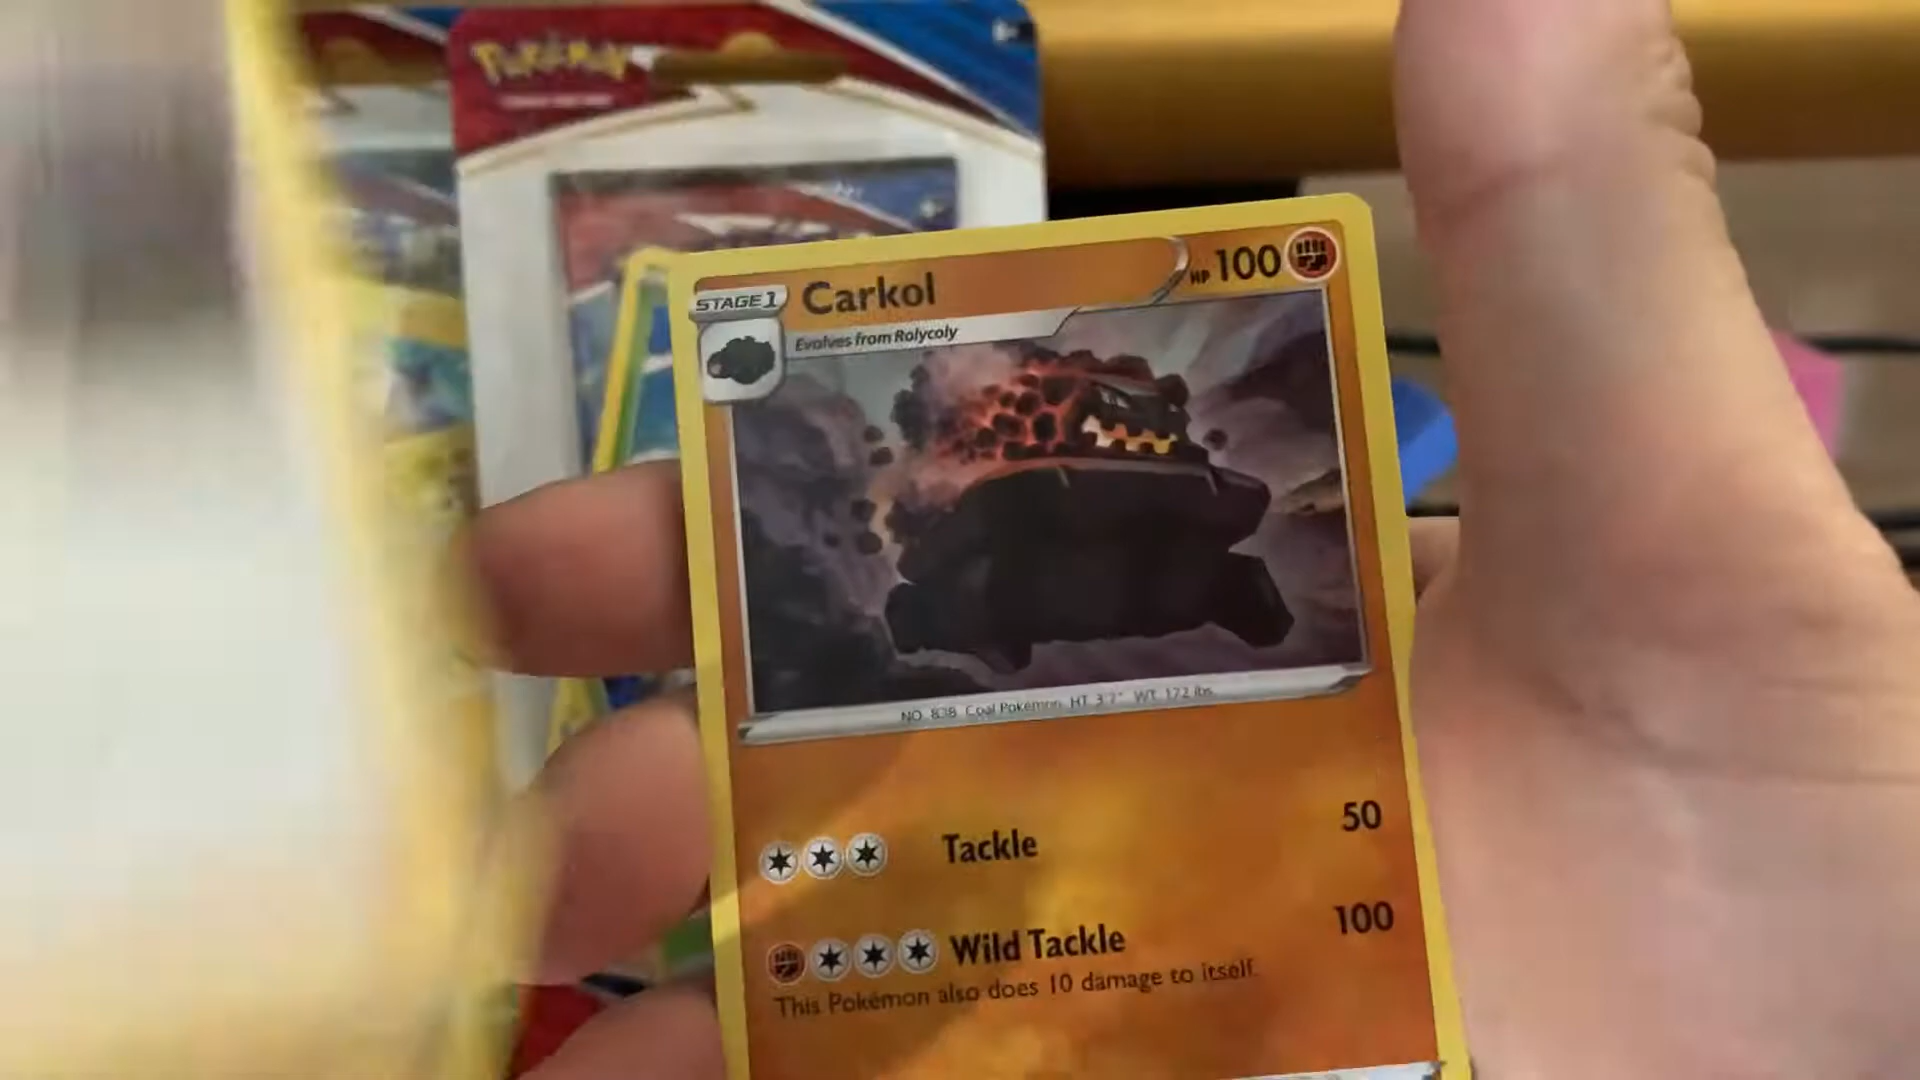 Pokémon
STAGE 1
Carkol
HP 100
Evolves from Rolycoly
NO. 838 Coal Pokémon HT 3'7" WT. 172 lbs.
Tackle 50
Wild Tackle 100
This Pokémon also does 10 damage to itself.